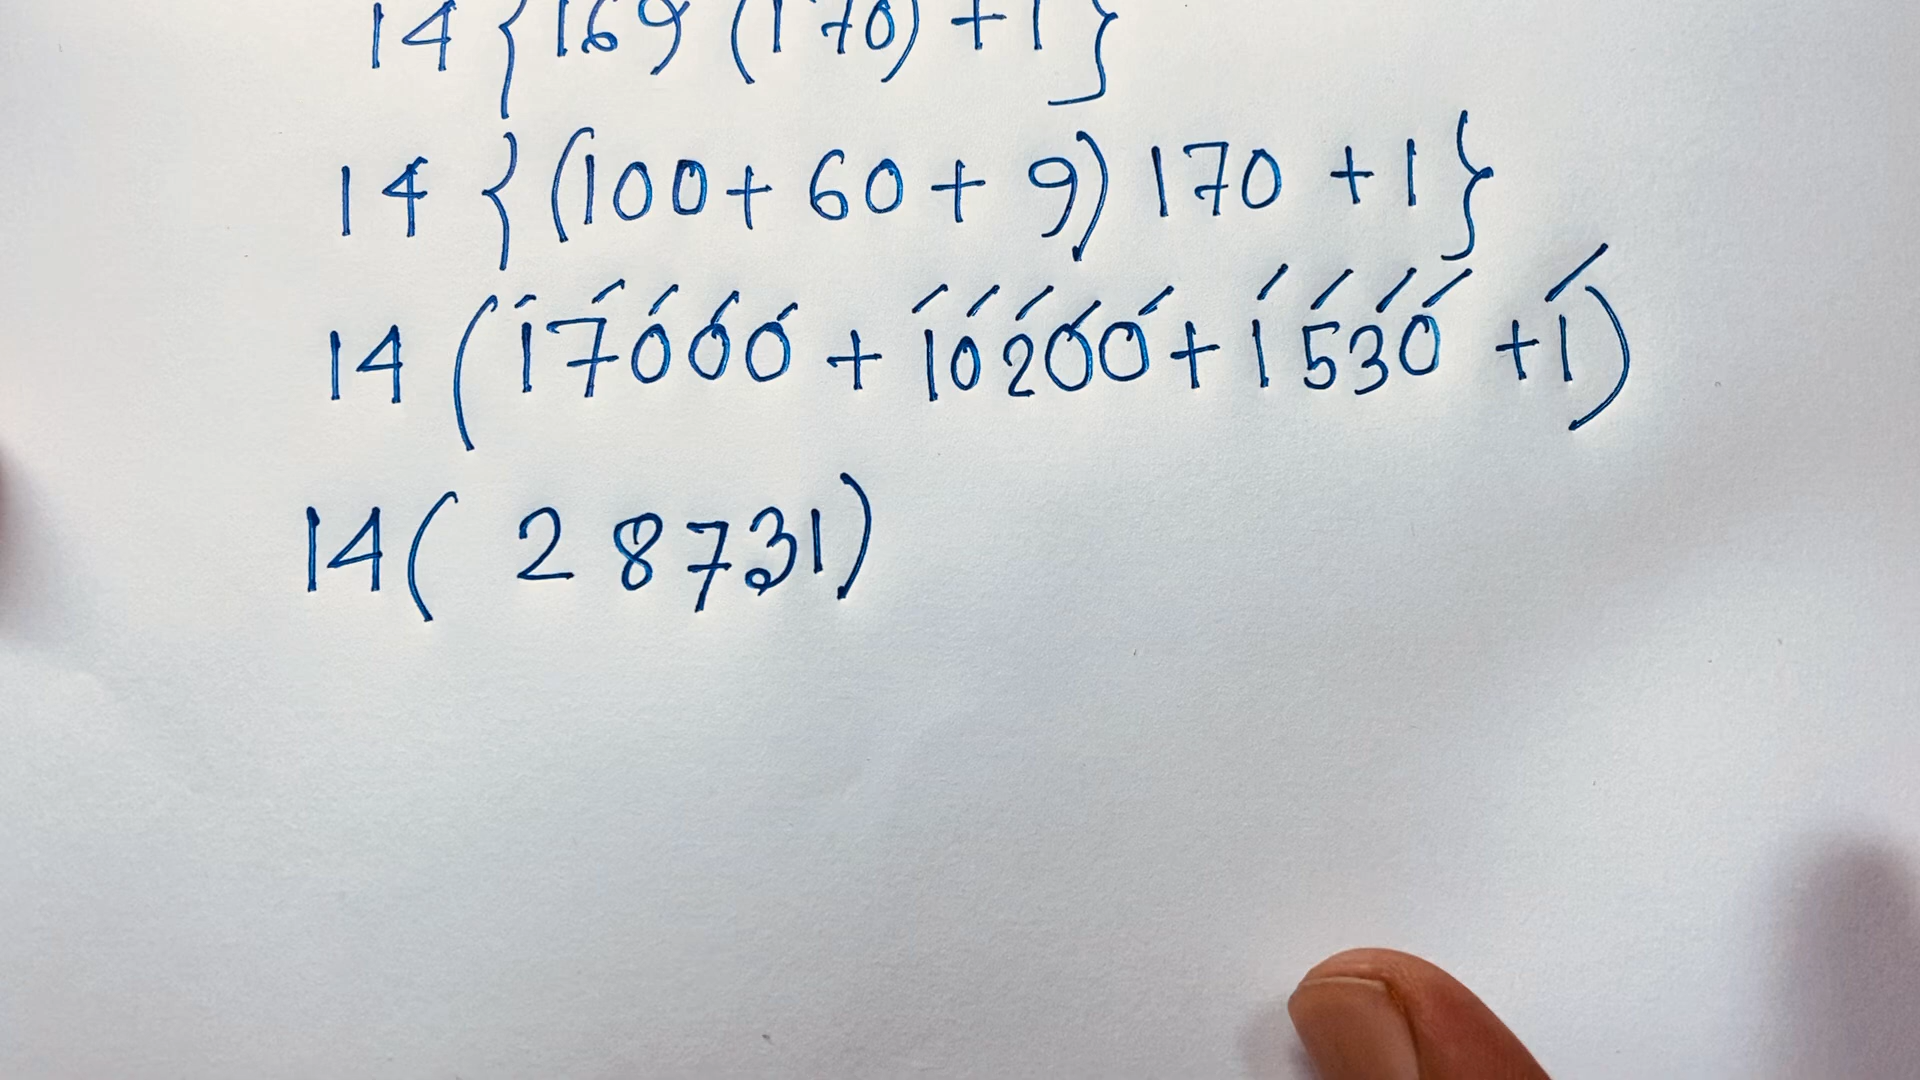 14 {169 (170) + 1}
14 {(100 + 60 + 9) 170 + 1}
14 (17000 + 10200 + 1530 + 1)
14 ( 28731)